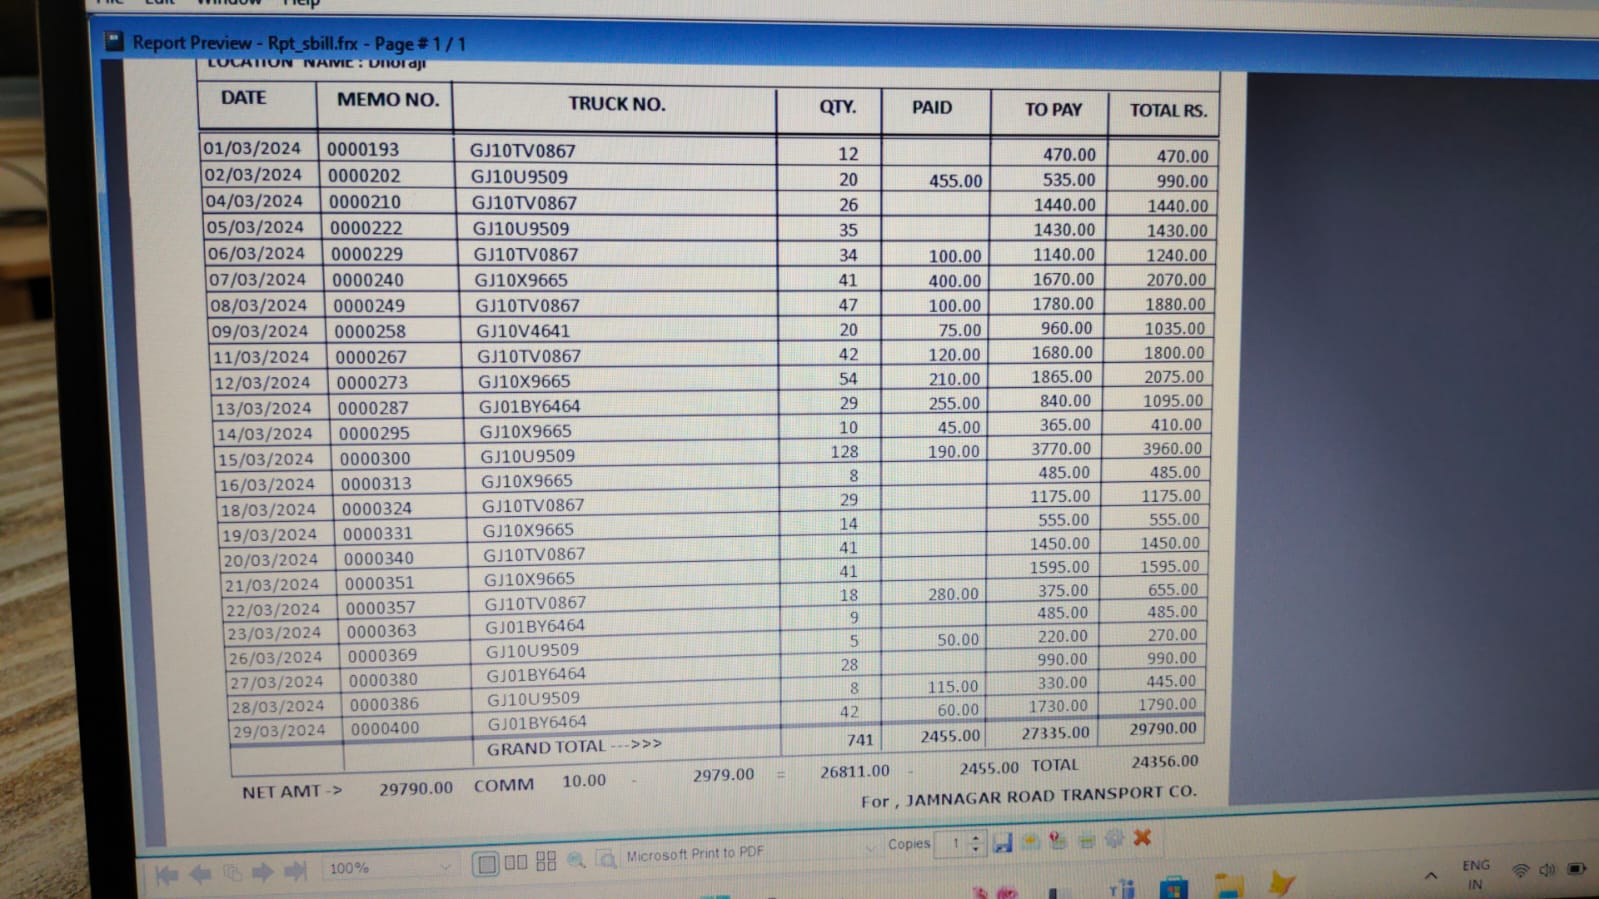 File Edit Window Help
Report Preview - Rpt_sbill.frx - Page # 1 / 1
LOCATION NAME : Dhoraji
DATE MEMO NO. TRUCK NO. QTY. PAID TO PAY TOTAL RS.
01/03/2024 0000193 GJ10TV0867 12 470.00 470.00
02/03/2024 0000202 GJ10U9509 20 455.00 535.00 990.00
04/03/2024 0000210 GJ10TV0867 26 1440.00 1440.00
05/03/2024 0000222 GJ10U9509 35 1430.00 1430.00
06/03/2024 0000229 GJ10TV0867 34 100.00 1140.00 1240.00
07/03/2024 0000240 GJ10X9665 41 400.00 1670.00 2070.00
08/03/2024 0000249 GJ10TV0867 47 100.00 1780.00 1880.00
09/03/2024 0000258 GJ10V4641 20 75.00 960.00 1035.00
11/03/2024 0000267 GJ10TV0867 42 120.00 1680.00 1800.00
12/03/2024 0000273 GJ10X9665 54 210.00 1865.00 2075.00
13/03/2024 0000287 GJ01BY6464 29 255.00 840.00 1095.00
14/03/2024 0000295 GJ10X9665 10 45.00 365.00 410.00
15/03/2024 0000300 GJ10U9509 128 190.00 3770.00 3960.00
16/03/2024 0000313 GJ10X9665 8 485.00 485.00
18/03/2024 0000324 GJ10TV0867 29 1175.00 1175.00
19/03/2024 0000331 GJ10X9665 14 555.00 555.00
20/03/2024 0000340 GJ10TV0867 41 1450.00 1450.00
21/03/2024 0000351 GJ10X9665 41 1595.00 1595.00
22/03/2024 0000357 GJ10TV0867 18 280.00 375.00 655.00
23/03/2024 0000363 GJ01BY6464 9 485.00 485.00
26/03/2024 0000369 GJ10U9509 5 50.00 220.00 270.00
27/03/2024 0000380 GJ01BY6464 28 990.00 990.00
28/03/2024 0000386 GJ10U9509 8 115.00 330.00 445.00
29/03/2024 0000400 GJ01BY6464 42 60.00 1730.00 1790.00
GRAND TOTAL --->>> 741 2455.00 27335.00 29790.00
NET AMT -> 29790.00 COMM 10.00 - 2979.00 = 26811.00 - 2455.00 TOTAL 24356.00
For , JAMNAGAR ROAD TRANSPORT CO.
100% Microsoft Print to PDF Copies 1
ENG
IN